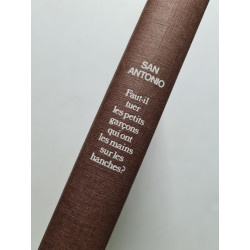 SAN
ANTONIO
Faut-il
tuer
les petits
garçons
qui ont
les mains
sur les
hanches?